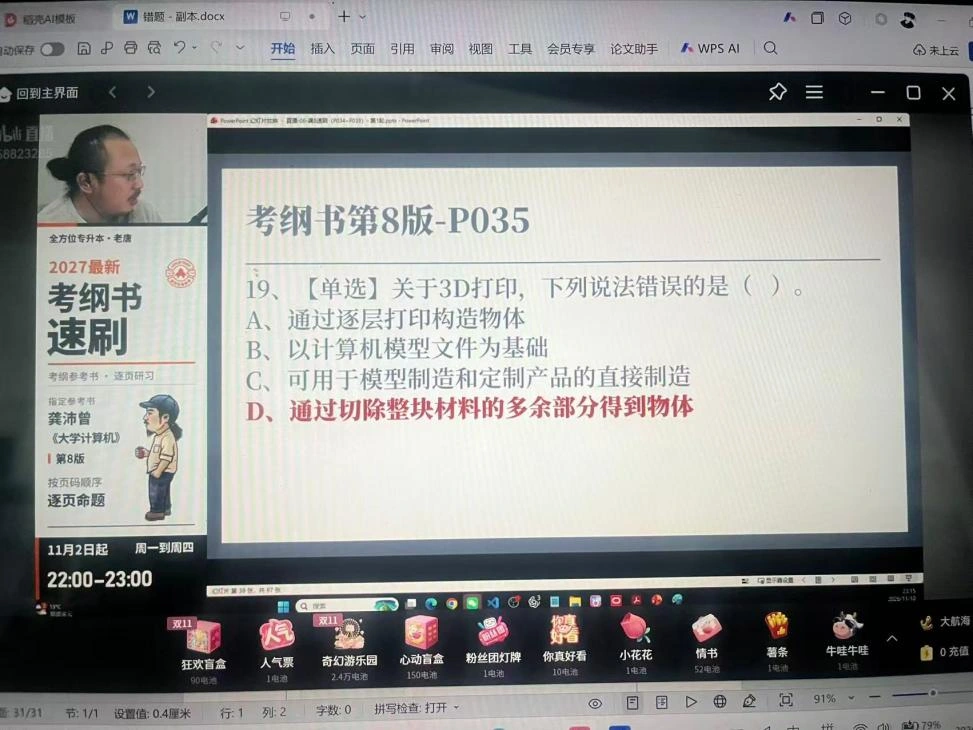 稻壳AI模板
W 错题 - 副本.docx
自动保存
开始 插入 页面 引用 审阅 视图 工具 会员专享 论文助手 WPS AI
未上云
回到主界面
直播
全方位专升本·老唐
2027最新
考纲书
速刷
考纲参考书·逐页研习
指定参考书
龚沛曾
《大学计算机》
第8版
按页码顺序
逐页命题
11月2日起 周一到周四
22:00-23:00
考纲书第8版-P035
19、【单选】关于3D打印，下列说法错误的是（ ）。
A、通过逐层打印构造物体
B、以计算机模型文件为基础
C、可用于模型制造和定制产品的直接制造
D、通过切除整块材料的多余部分得到物体
搜索
双11
狂欢盲盒
90电池
人气
人气票
1电池
双11
奇幻游乐园
2.4万电池
心动盲盒
150电池
粉丝团
粉丝团灯牌
1电池
你真好看
你真好看
10电池
小花花
1电池
情书
52电池
薯条
1电池
牛哇牛哇
1电池
大航海
0 充值
31/31 节: 1/1 设置值: 0.4厘米 行: 1 列: 2 字数: 0 拼写检查: 打开
91%
79%